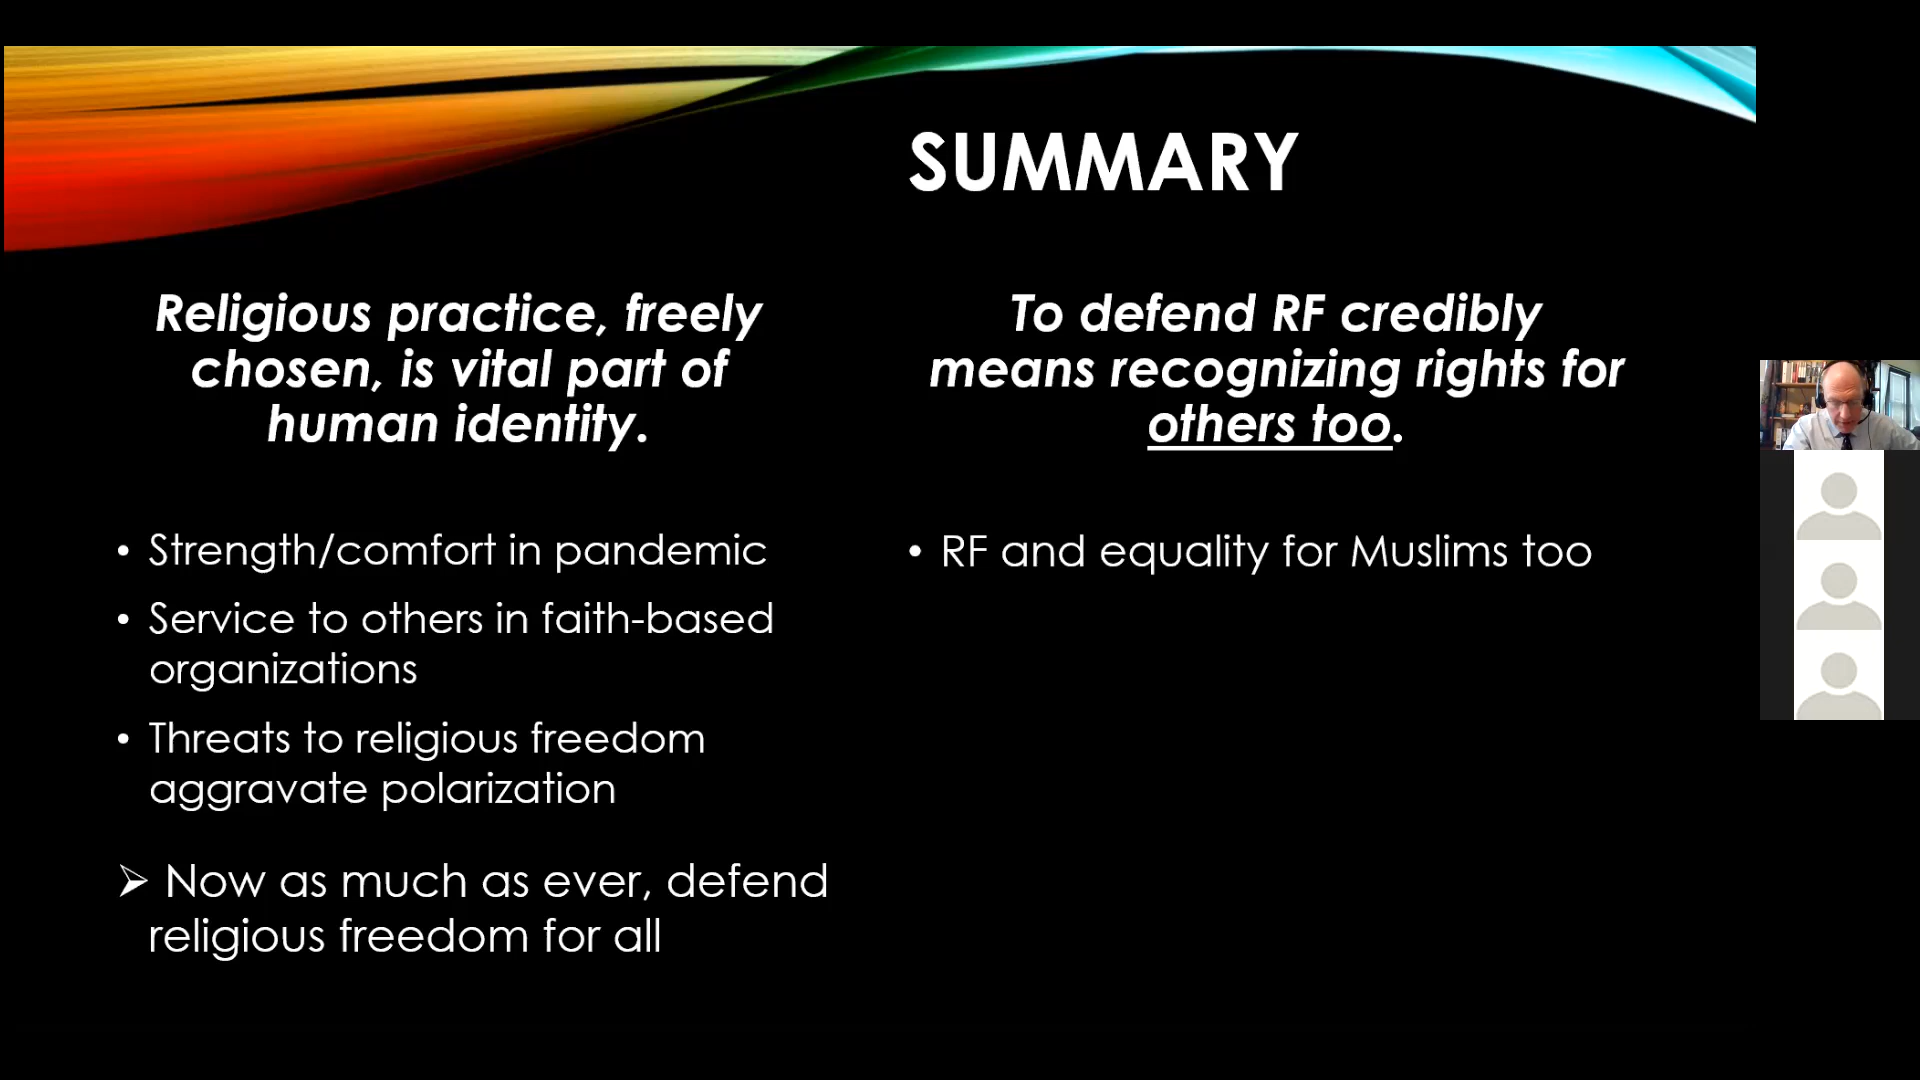 SUMMARY
Religious practice, freely
chosen, is vital part of
human identity.
• Strength/comfort in pandemic
• Service to others in faith-based
organizations
• Threats to religious freedom
aggravate polarization
➢ Now as much as ever, defend
religious freedom for all
To defend RF credibly
means recognizing rights for
others too.
• RF and equality for Muslims too